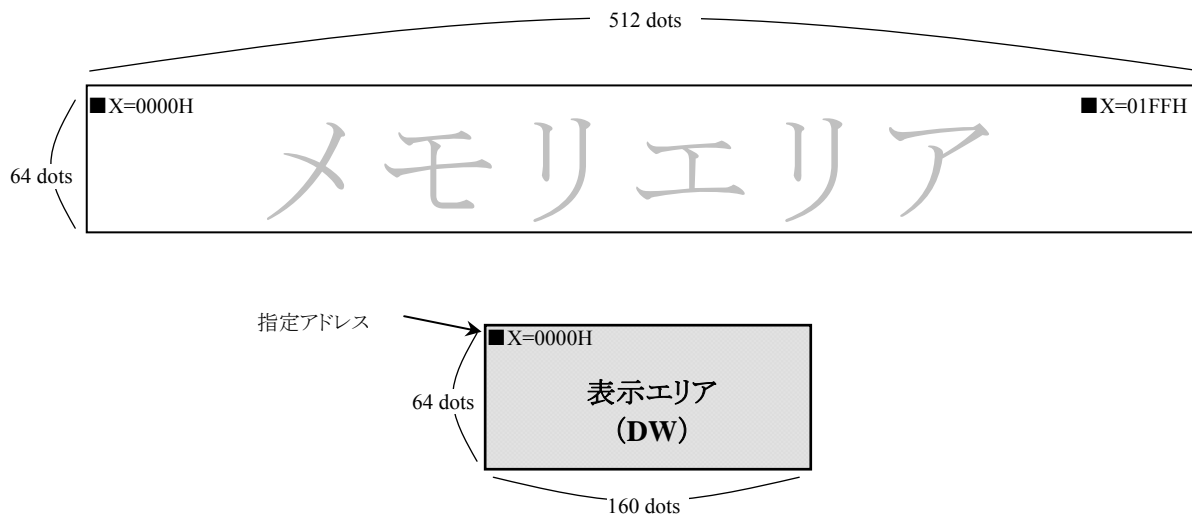 512 dots
■X=0000H ■X=01FFH
64 dots
メモリエリア
指定アドレス
■X=0000H
64 dots
表示エリア
(DW)
160 dots